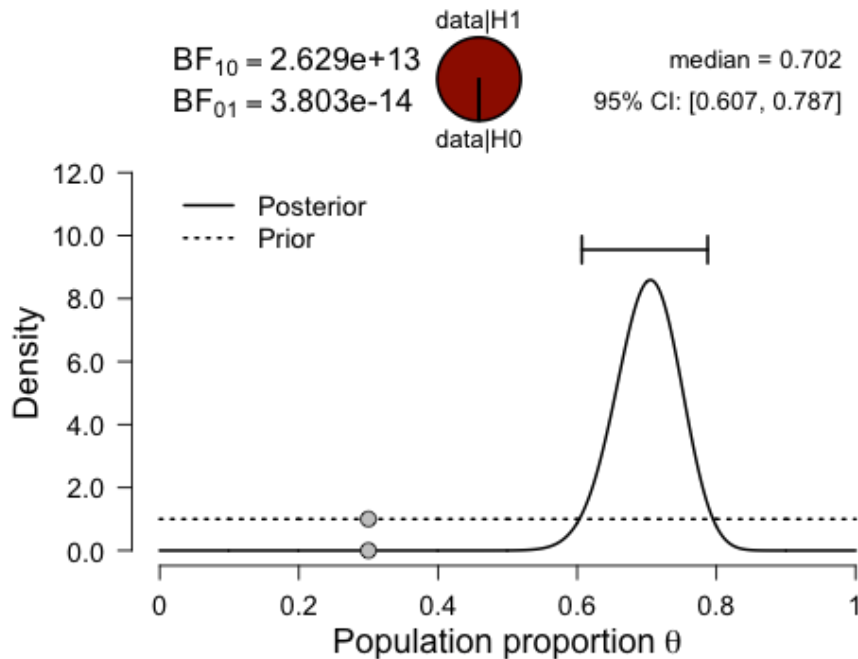 data|H1
BF₁₀ = 2.629e+13
BF₀₁ = 3.803e-14
data|H0
median = 0.702
95% CI: [0.607, 0.787]
Posterior
Prior
Density
12.0
10.0
8.0
6.0
4.0
2.0
0.0
0 0.2 0.4 0.6 0.8 1
Population proportion θ